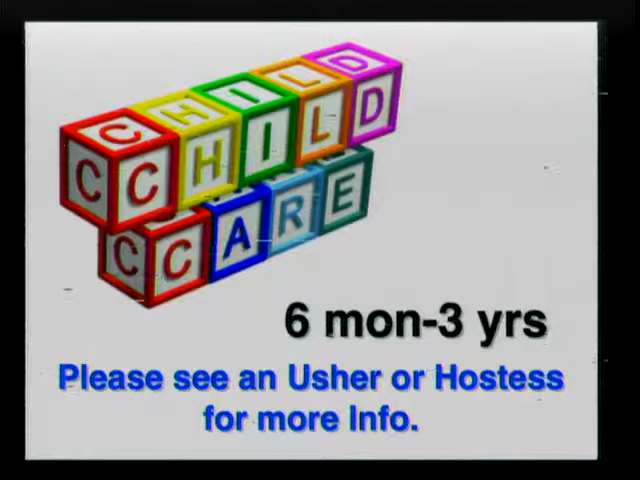 CHILD
CARE
6 mon-3 yrs
Please see an Usher or Hostess
for more Info.